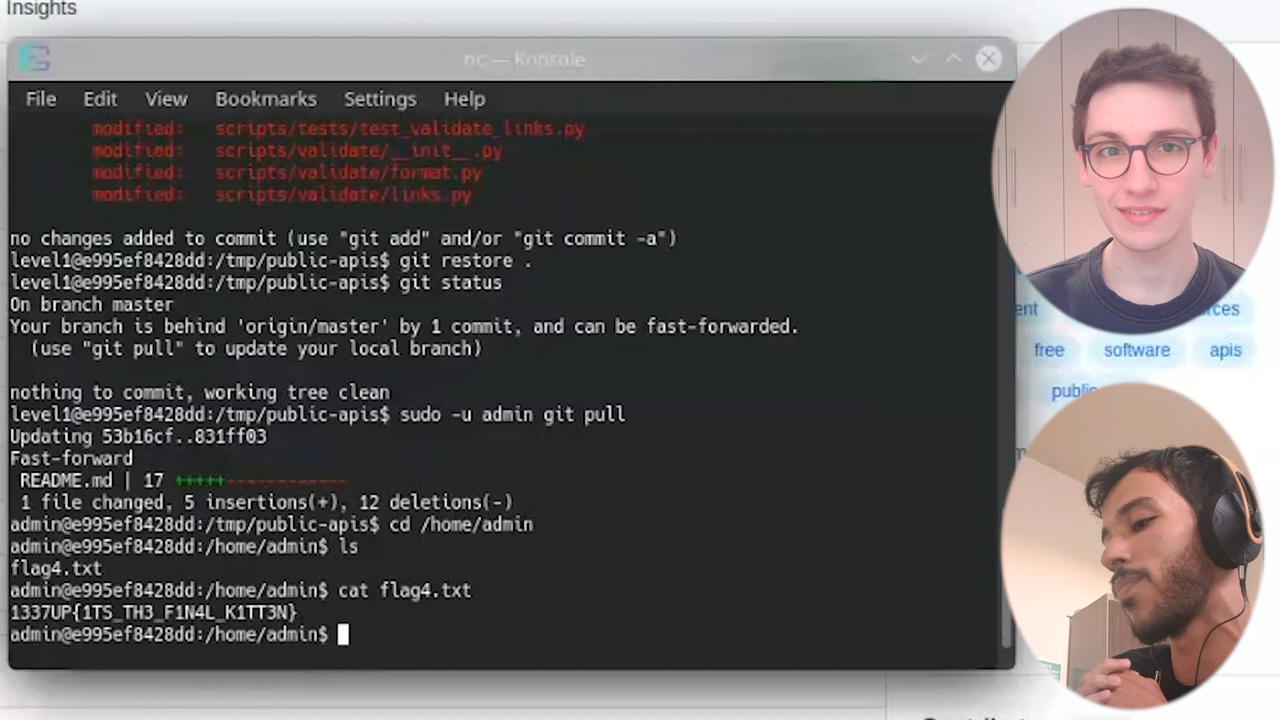 Insights
nc — Konsole
File Edit View Bookmarks Settings Help
modified: scripts/tests/test_validate_links.py
modified: scripts/validate/__init__.py
modified: scripts/validate/format.py
modified: scripts/validate/links.py
no changes added to commit (use "git add" and/or "git commit -a")
level1@e995ef8428dd:/tmp/public-apis$ git restore .
level1@e995ef8428dd:/tmp/public-apis$ git status
On branch master
Your branch is behind 'origin/master' by 1 commit, and can be fast-forwarded.
(use "git pull" to update your local branch)
nothing to commit, working tree clean
level1@e995ef8428dd:/tmp/public-apis$ sudo -u admin git pull
Updating 53b16cf..831ff03
Fast-forward
README.md | 17 +++++------------
1 file changed, 5 insertions(+), 12 deletions(-)
admin@e995ef8428dd:/tmp/public-apis$ cd /home/admin
admin@e995ef8428dd:/home/admin$ ls
flag4.txt
admin@e995ef8428dd:/home/admin$ cat flag4.txt
1337UP{1TS_TH3_F1N4L_K1TT3N}
admin@e995ef8428dd:/home/admin$
free software apis